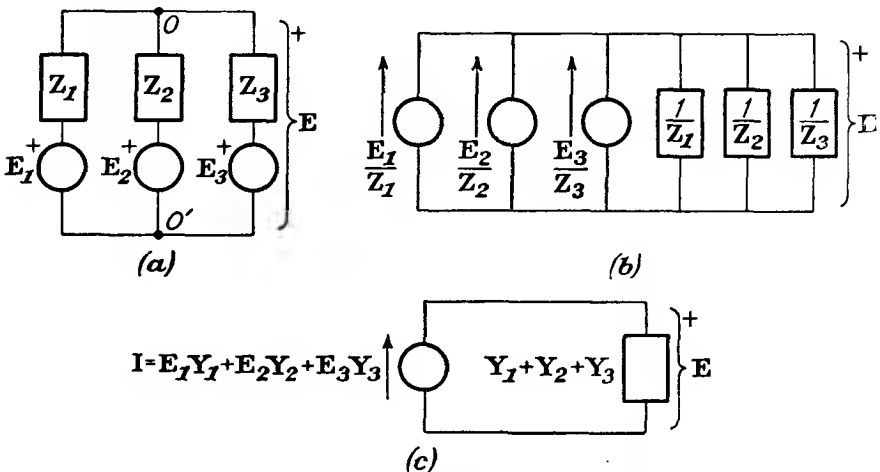 O
+
Z1
Z2
Z3
E
+
E1
+
E2
+
E3
O'
(a)
E1/Z1
E2/Z2
E3/Z3
1/Z1
1/Z2
1/Z3
+
(b)
I=E1Y1+E2Y2+E3Y3
Y1+Y2+Y3
+
E
(c)